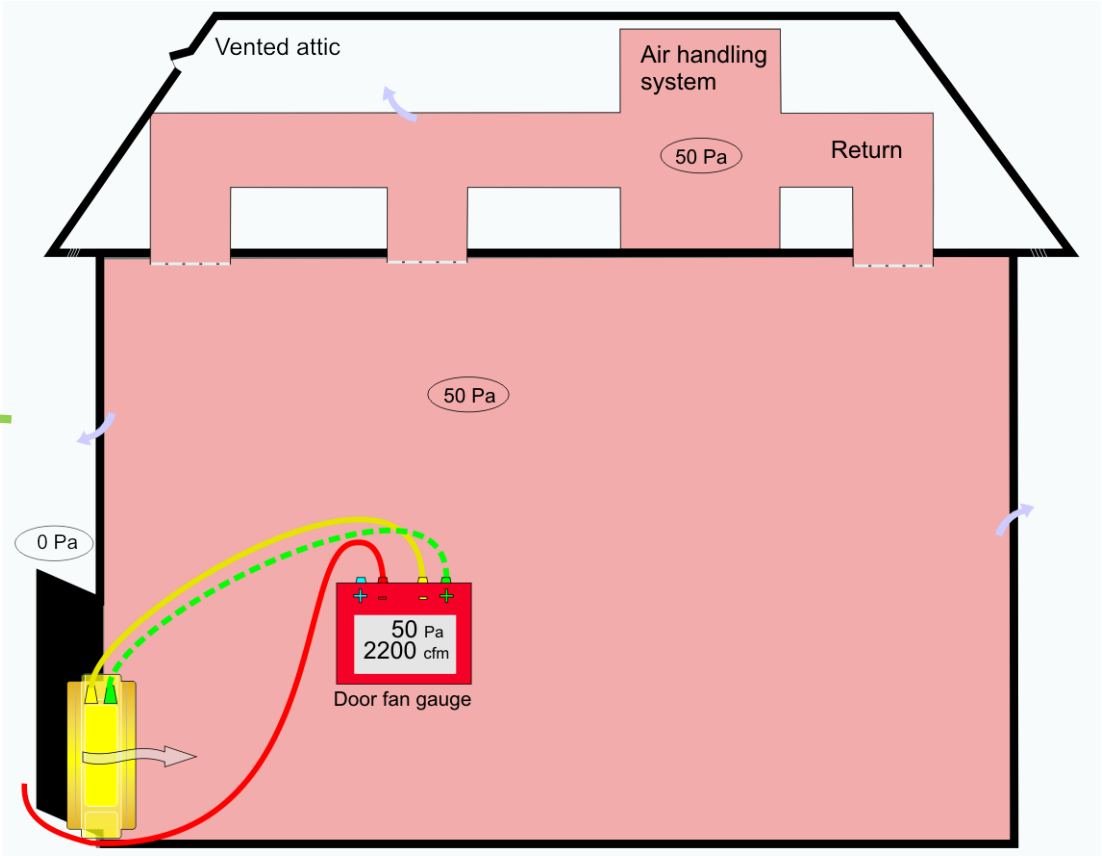 Vented attic
Air handling
system
50 Pa
Return
50 Pa
0 Pa
+ - - +
50 Pa
2200 cfm
Door fan gauge